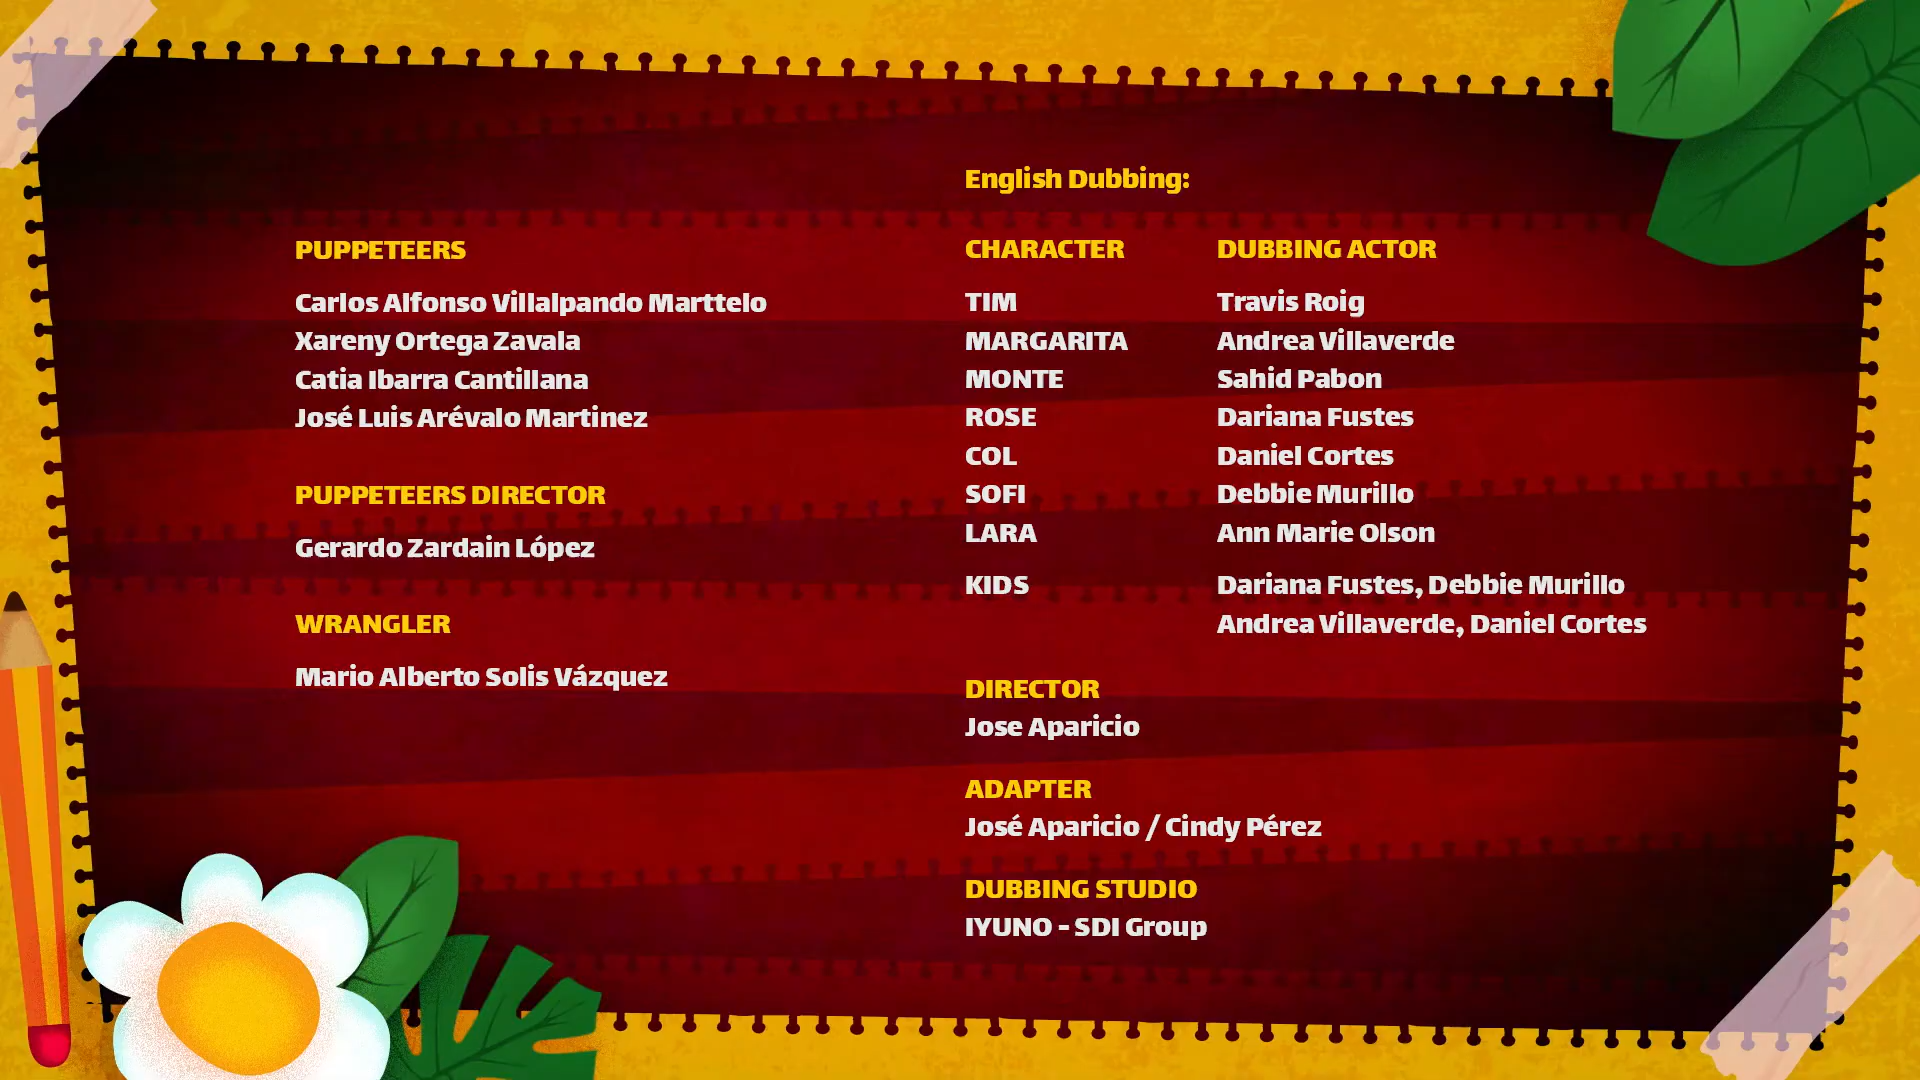 PUPPETEERS
Carlos Alfonso Villalpando Marttelo
Xareny Ortega Zavala
Catia Ibarra Cantillana
José Luis Arévalo Martinez
PUPPETEERS DIRECTOR
Gerardo Zardain López
WRANGLER
Mario Alberto Solis Vázquez
English Dubbing:
CHARACTER DUBBING ACTOR
TIM Travis Roig
MARGARITA Andrea Villaverde
MONTE Sahid Pabon
ROSE Dariana Fustes
COL Daniel Cortes
SOFI Debbie Murillo
LARA Ann Marie Olson
KIDS Dariana Fustes, Debbie Murillo
Andrea Villaverde, Daniel Cortes
DIRECTOR
Jose Aparicio
ADAPTER
José Aparicio / Cindy Pérez
DUBBING STUDIO
IYUNO - SDI Group